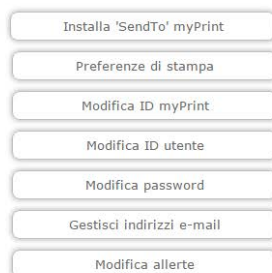 Installa 'SendTo' myPrint
Preferenze di stampa
Modifica ID myPrint
Modifica ID utente
Modifica password
Gestisci indirizzi e-mail
Modifica allerte